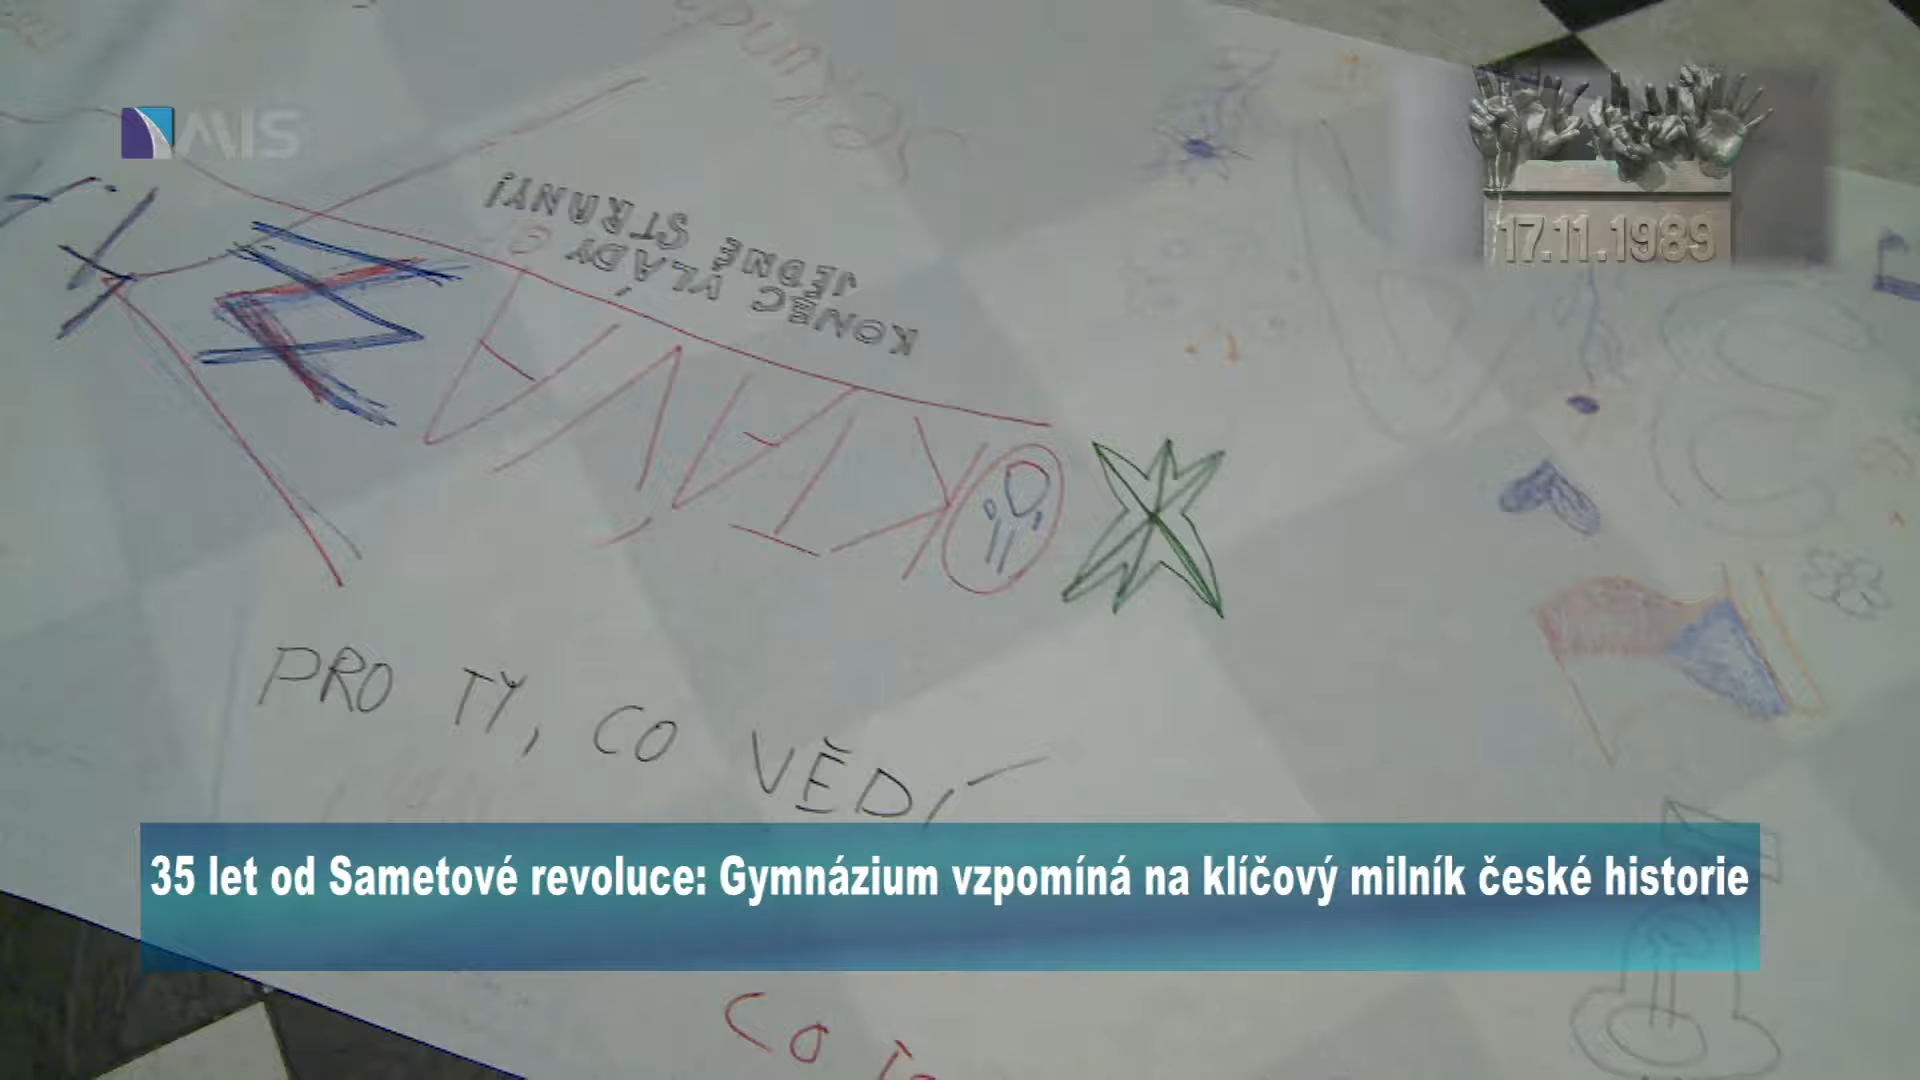 MIS
17.11.1989
KONEC VLÁDY
JEDNÉ STRANY!
PRO TY, CO VĚDÍ
35 let od Sametové revoluce: Gymnázium vzpomíná na klíčový milník české historie
CO